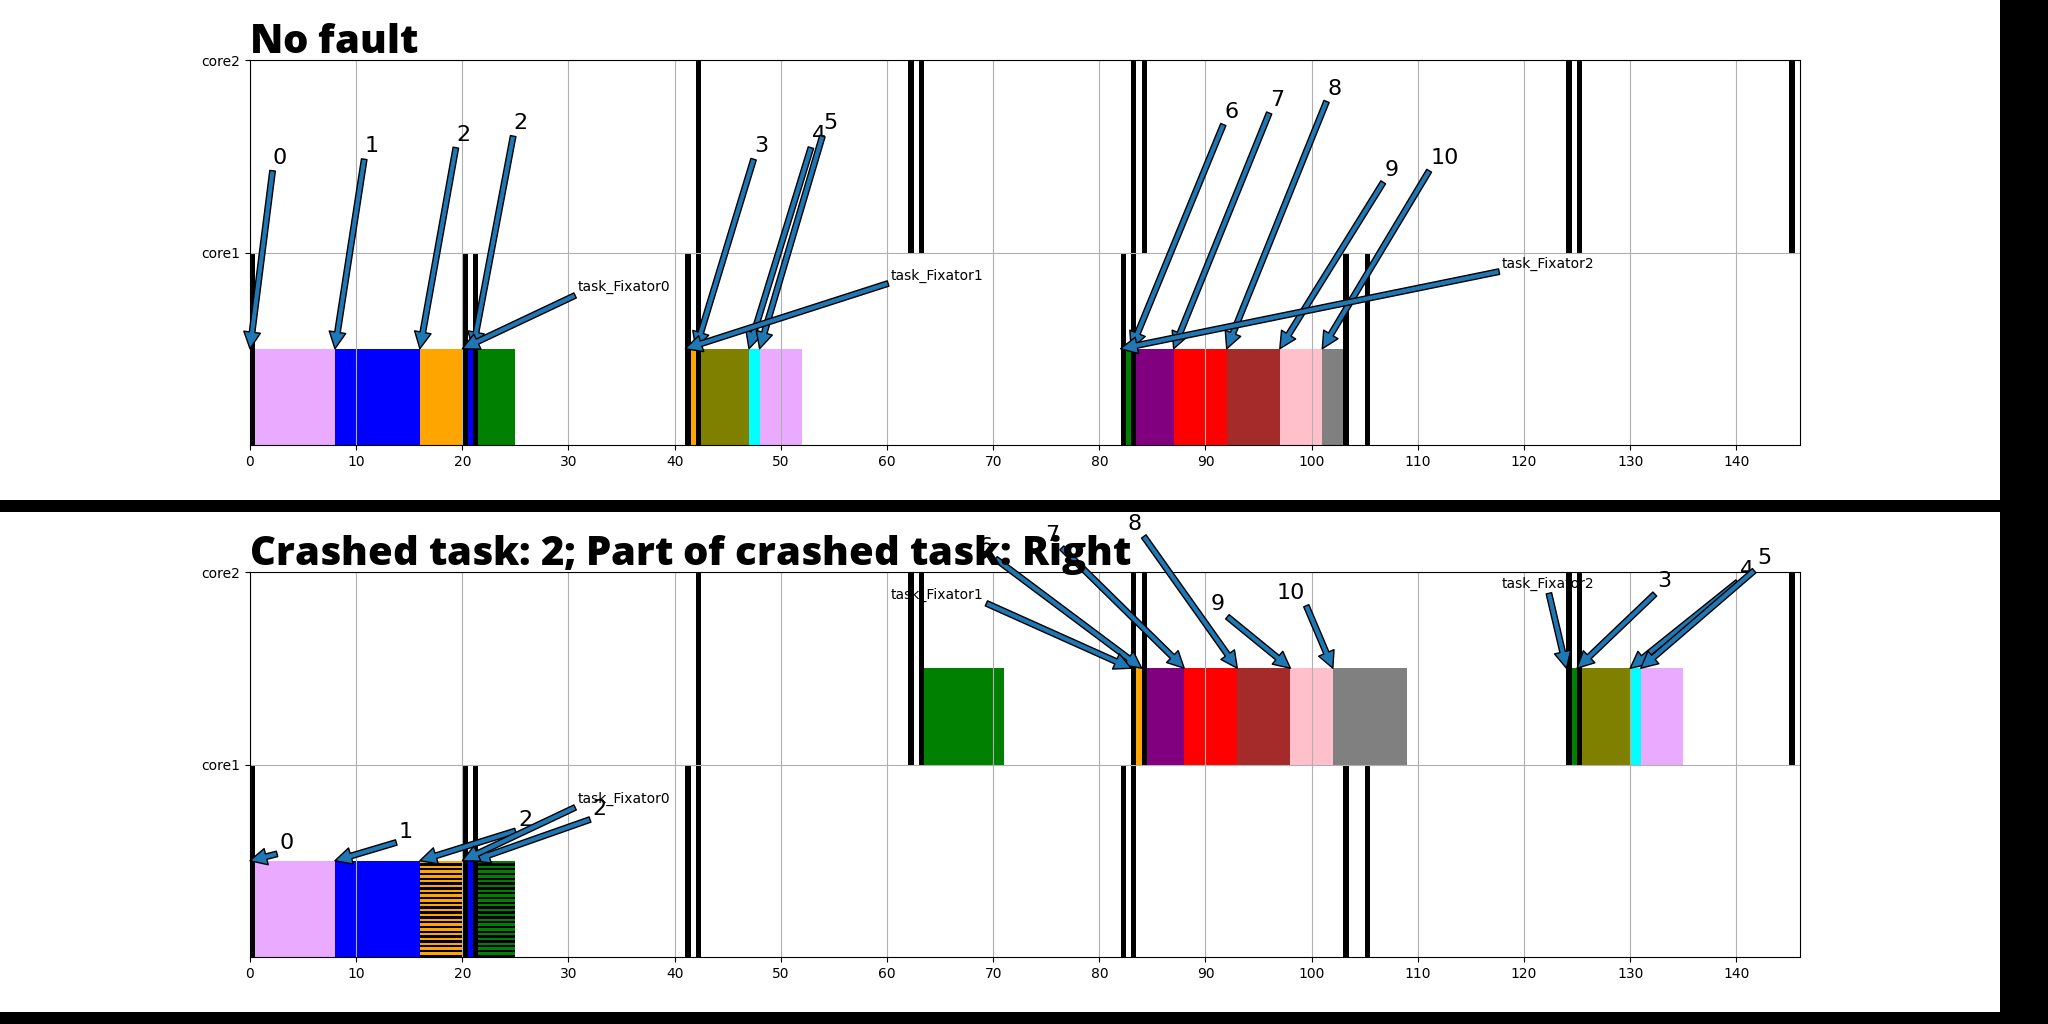 No fault
core2
8
6 7
2 2 4 5
1 3
0 9 10
core1
task_Fixator2
task_Fixator1
task_Fixator0
0 10 20 30 40 50 60 70 80 90 100 110 120 130 140
8
7
Crashed task: 2; Part of crashed task: Right
6
5
4
core2
task_Fixator2 3
task_Fixator1 9 10
core1
task_Fixator0
2 2
1
0
0 10 20 30 40 50 60 70 80 90 100 110 120 130 140